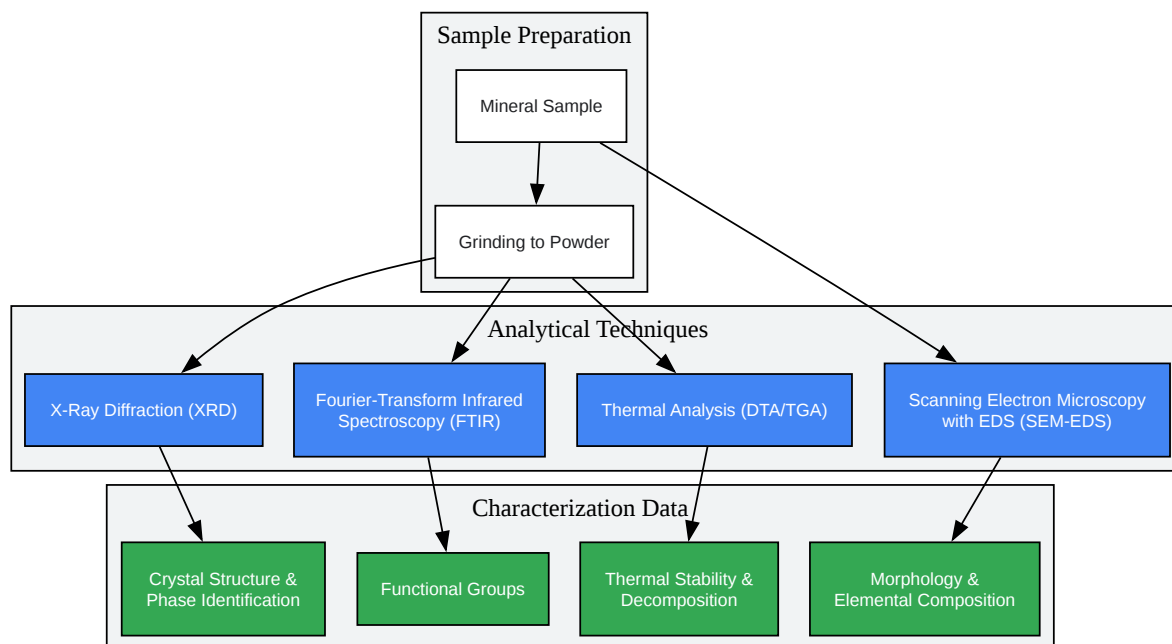 Sample Preparation
Mineral Sample
Grinding to Powder
Analytical Techniques
X-Ray Diffraction (XRD)
Fourier-Transform Infrared
Spectroscopy (FTIR)
Thermal Analysis (DTA/TGA)
Scanning Electron Microscopy
with EDS (SEM-EDS)
Characterization Data
Crystal Structure &
Phase Identification
Functional Groups
Thermal Stability &
Decomposition
Morphology &
Elemental Composition